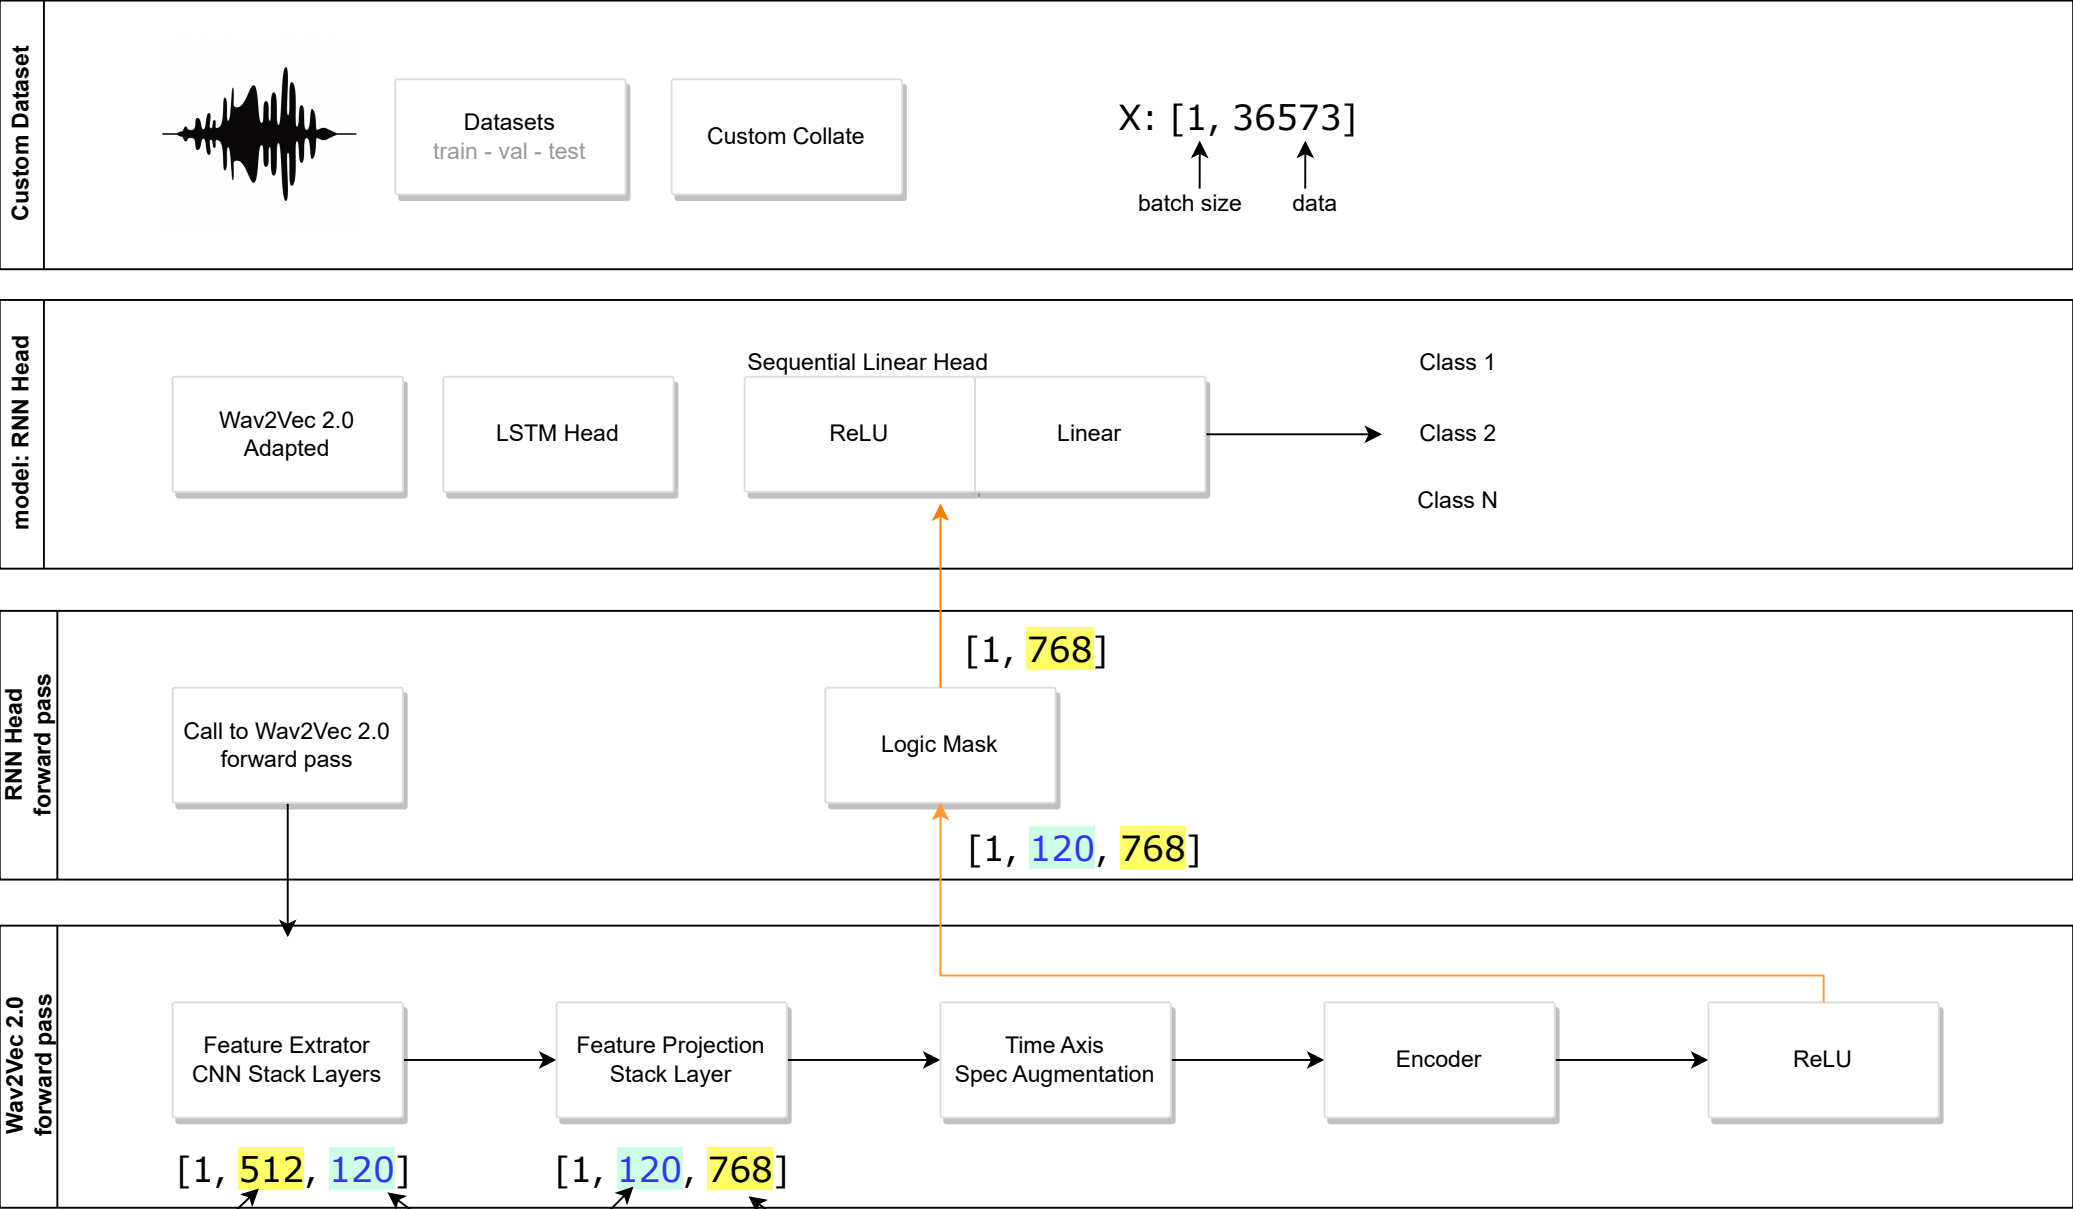 Custom Dataset
Datasets
train - val - test
Custom Collate
X: [1, 36573]
batch size
data
model: RNN Head
Wav2Vec 2.0
Adapted
LSTM Head
Sequential Linear Head
ReLU
Linear
Class 1
Class 2
Class N
RNN Head
forward pass
Call to Wav2Vec 2.0
forward pass
[1, 768]
Logic Mask
[1, 120, 768]
Wav2Vec 2.0
forward pass
Feature Extrator
CNN Stack Layers
Feature Projection
Stack Layer
Time Axis
Spec Augmentation
Encoder
ReLU
[1, 512, 120]
[1, 120, 768]